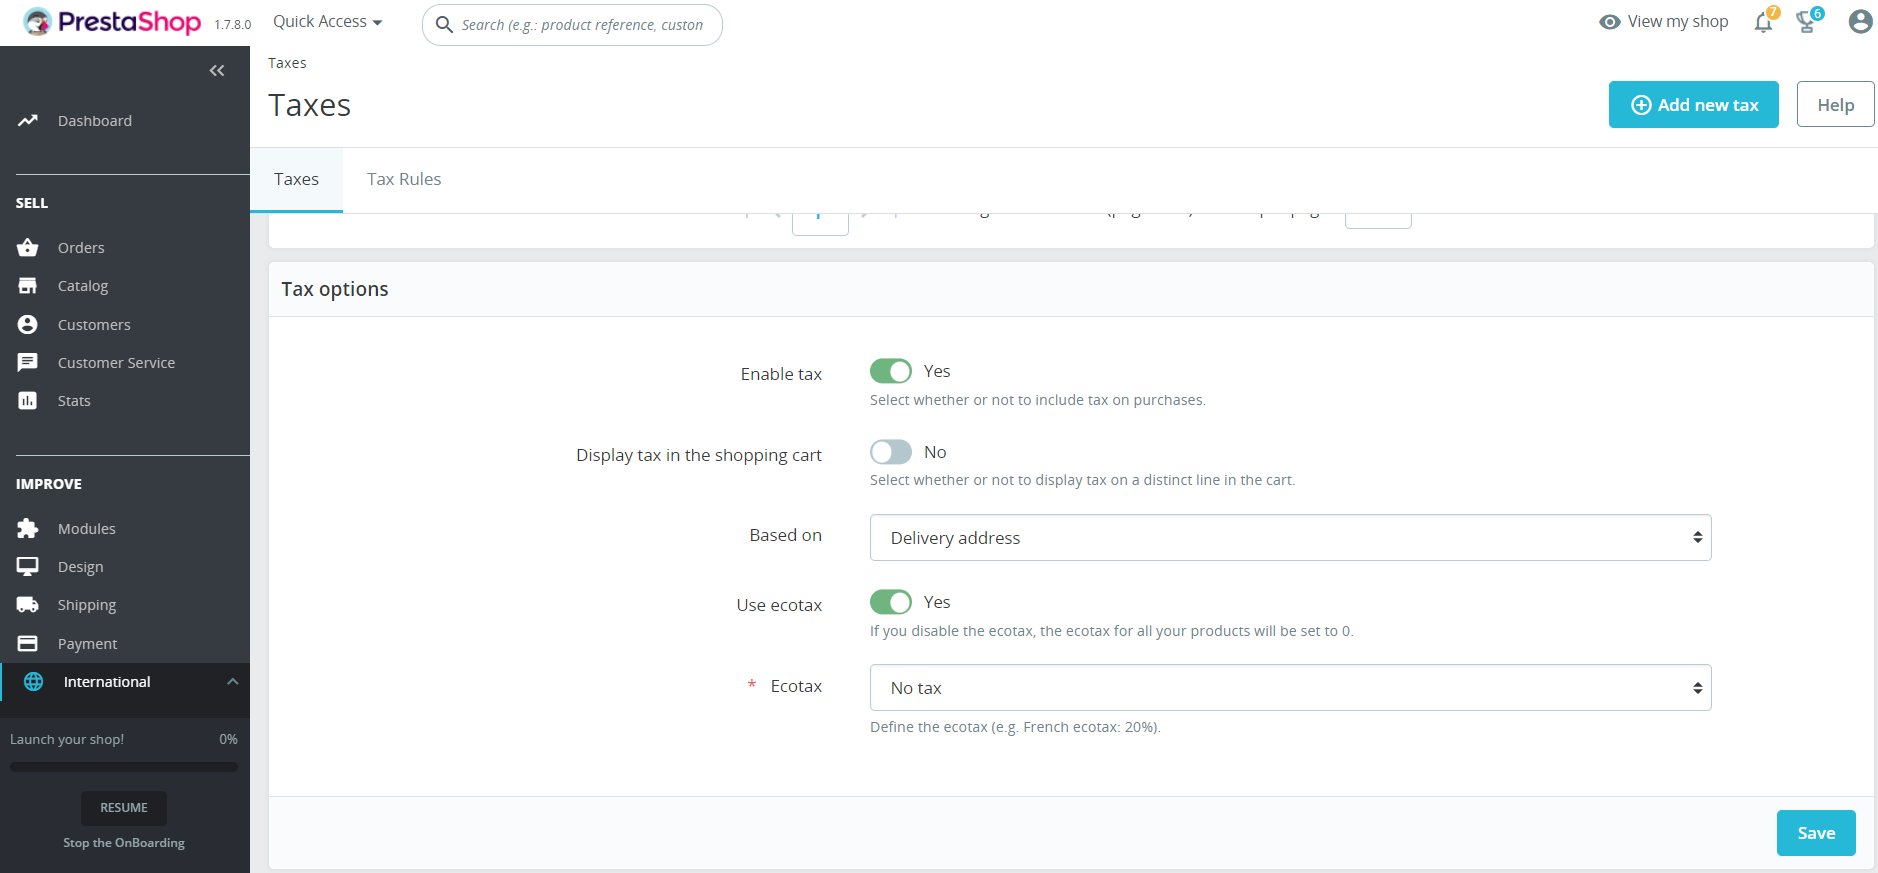 PrestaShop 1.7.8.0 Quick Access Search (e.g.: product reference, custon View my shop 7 6
Taxes
Taxes
Add new tax Help
Taxes Tax Rules
Dashboard
SELL
Orders
Catalog
Customers
Customer Service
Stats
IMPROVE
Modules
Design
Shipping
Payment
International
Launch your shop! 0%
RESUME
Stop the OnBoarding
Tax options
Enable tax Yes
Select whether or not to include tax on purchases.
Display tax in the shopping cart No
Select whether or not to display tax on a distinct line in the cart.
Based on Delivery address
Use ecotax Yes
If you disable the ecotax, the ecotax for all your products will be set to 0.
* Ecotax No tax
Define the ecotax (e.g. French ecotax: 20%).
Save